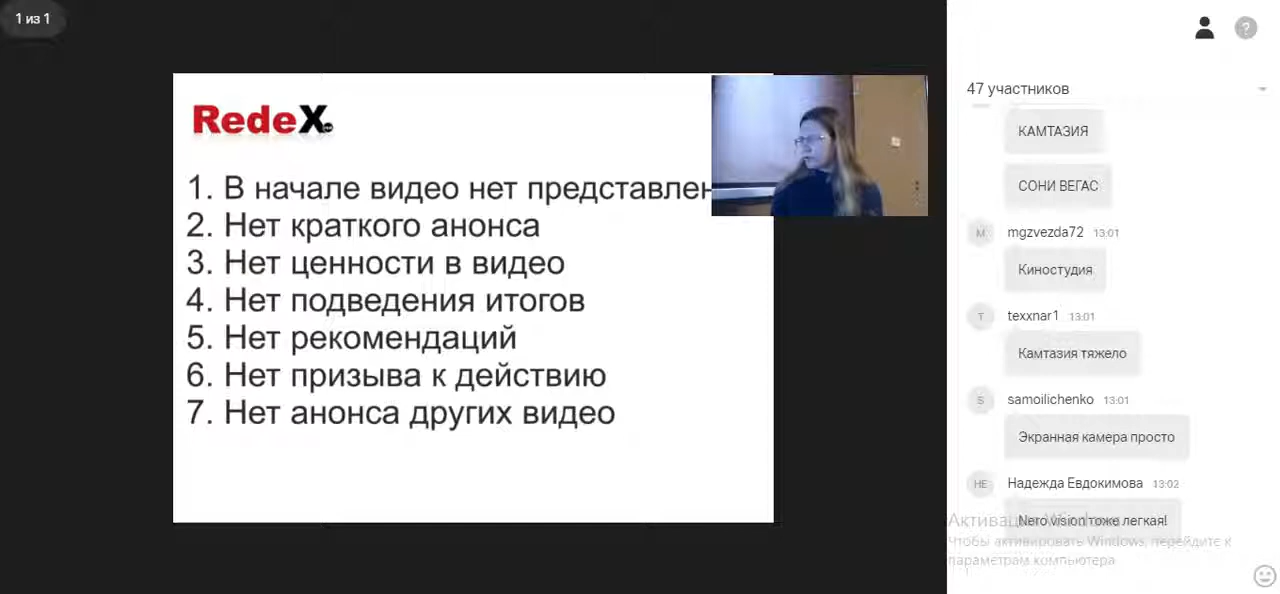 1 из 1
RedeX
1. В начале видео нет представлен
2. Нет краткого анонса
3. Нет ценности в видео
4. Нет подведения итогов
5. Нет рекомендаций
6. Нет призыва к действию
7. Нет анонса других видео
?
47 участников
КАМТАЗИЯ
СОНИ ВЕГАС
M
mgzvezda72 13:01
Киностудия
T
texxnar1 13:01
Камтазия тяжело
S
samoilichenko 13:01
Экранная камера просто
НЕ
Надежда Евдокимова 13:02
Nero vision тоже легкая!
Активация Windows
Чтобы активировать Windows, перейдите к
параметрам компьютера